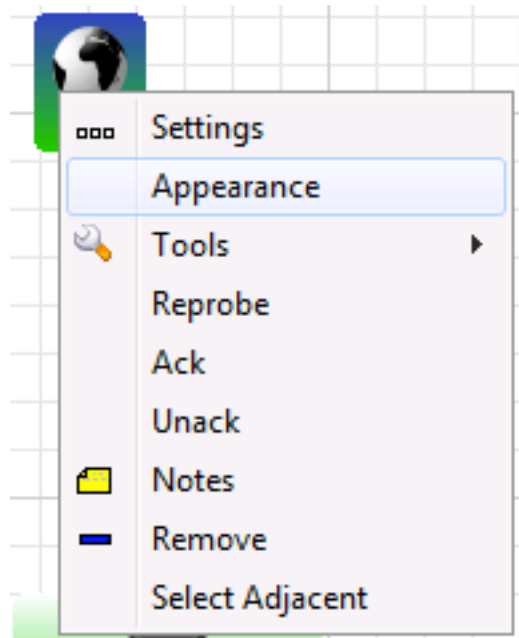 Settings
Appearance
Tools
Reprobe
Ack
Unack
Notes
Remove
Select Adjacent